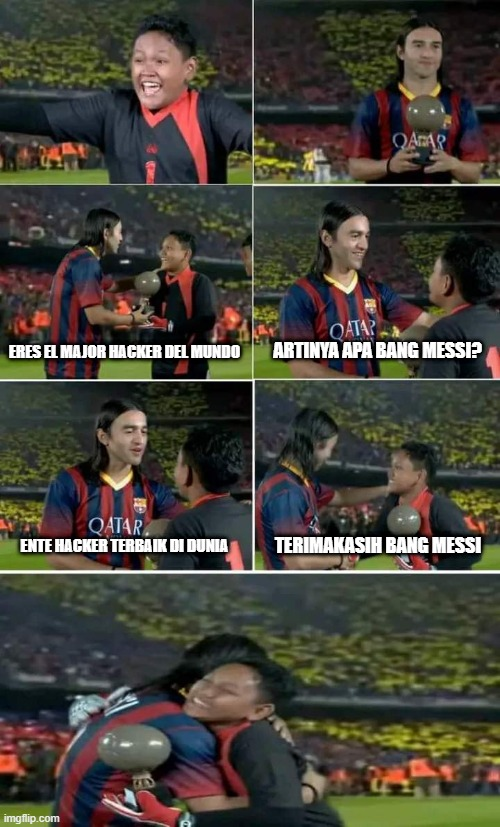 QATAR
ERES EL MAJOR HACKER DEL MUNDO
ARTINYA APA BANG MESSI?
QATAR
QATAR
ENTE HACKER TERBAIK DI DUNIA
TERIMAKASIH BANG MESSI
imgflip.com